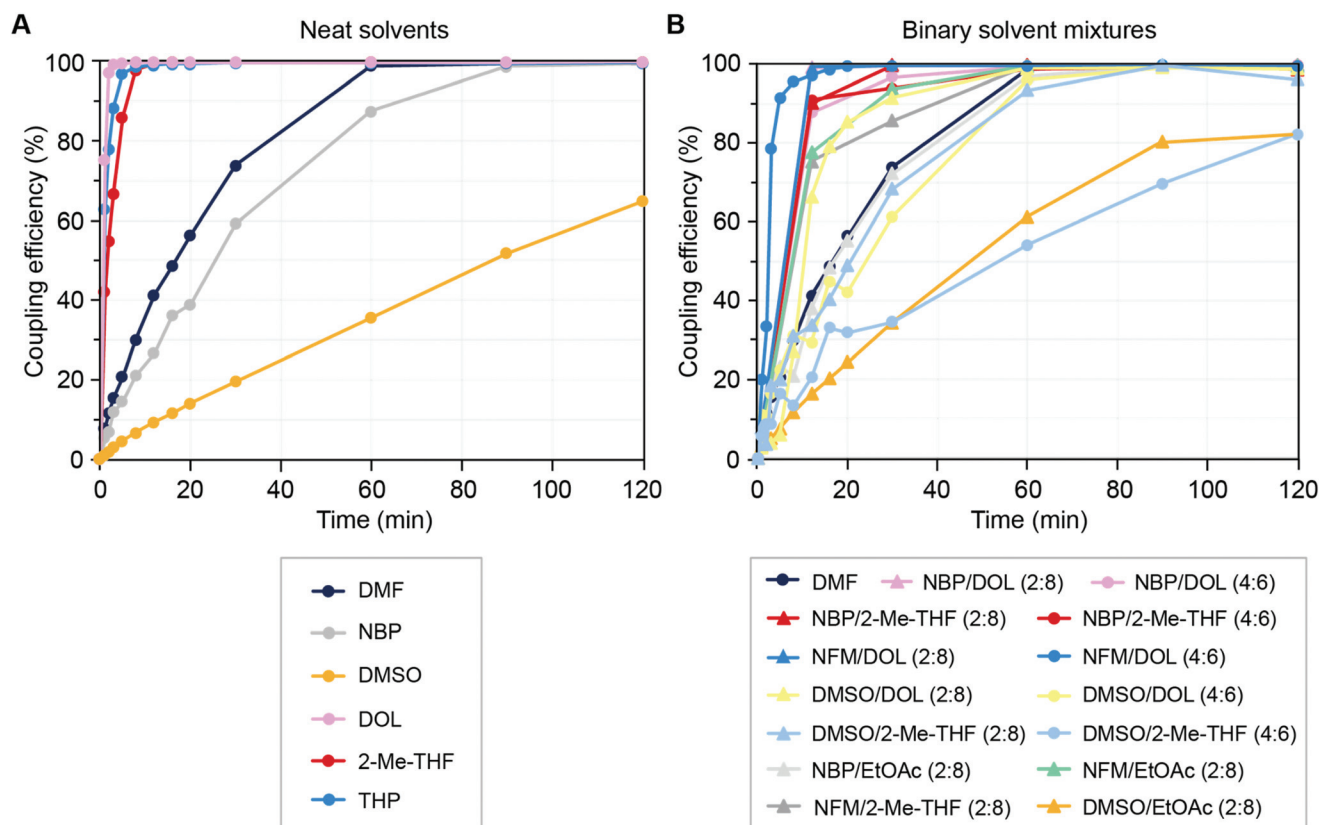 A
Neat solvents
Coupling efficiency (%)
100
80
60
40
20
0
0 20 40 60 80 100 120
Time (min)
DMF
NBP
DMSO
DOL
2-Me-THF
THP
B
Binary solvent mixtures
Coupling efficiency (%)
100
80
60
40
20
0
0 20 40 60 80 100 120
Time (min)
DMF NBP/DOL (2:8) NBP/DOL (4:6)
NBP/2-Me-THF (2:8) NBP/2-Me-THF (4:6)
NFM/DOL (2:8) NFM/DOL (4:6)
DMSO/DOL (2:8) DMSO/DOL (4:6)
DMSO/2-Me-THF (2:8) DMSO/2-Me-THF (4:6)
NBP/EtOAc (2:8) NFM/EtOAc (2:8)
NFM/2-Me-THF (2:8) DMSO/EtOAc (2:8)